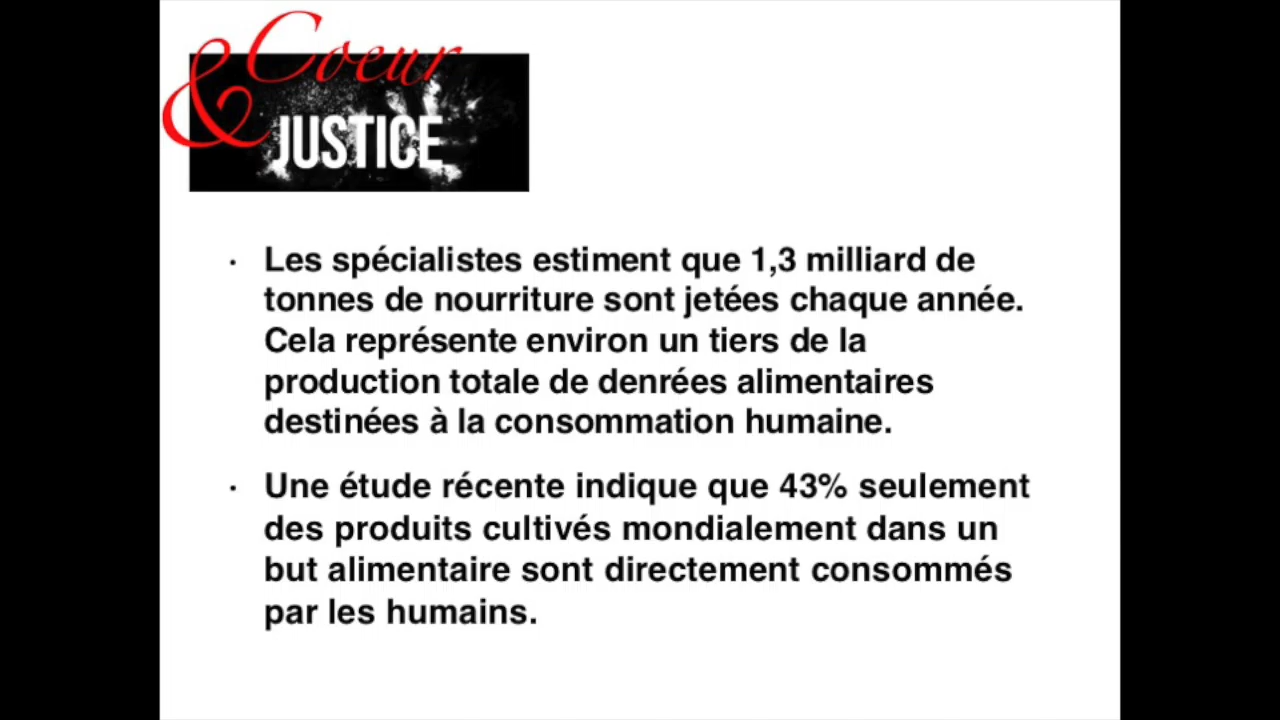 Coeur
& JUSTICE
· Les spécialistes estiment que 1,3 milliard de
tonnes de nourriture sont jetées chaque année.
Cela représente environ un tiers de la
production totale de denrées alimentaires
destinées à la consommation humaine.
· Une étude récente indique que 43% seulement
des produits cultivés mondialement dans un
but alimentaire sont directement consommés
par les humains.